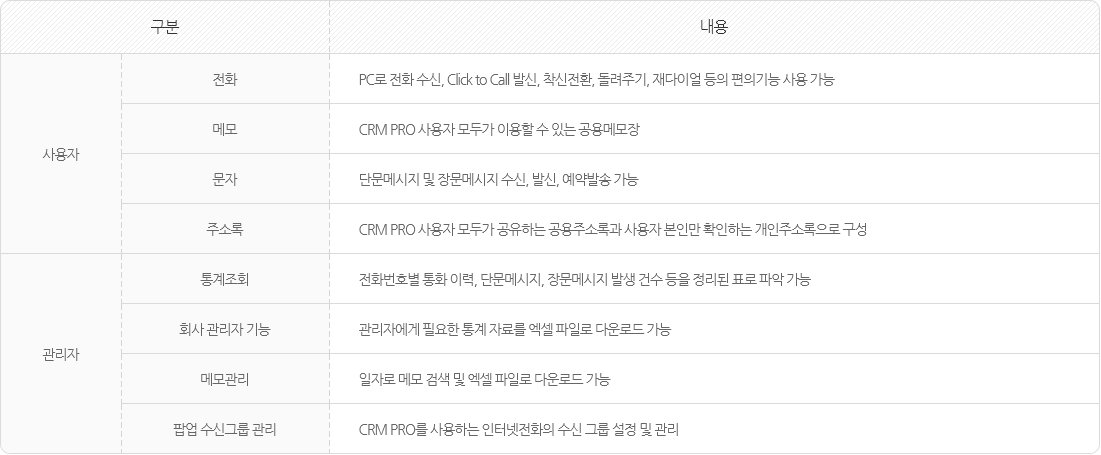 구분 내용
사용자
전화 PC로 전화 수신, Click to Call 발신, 착신전환, 돌려주기, 재다이얼 등의 편의기능 사용 가능
메모 CRM PRO 사용자 모두가 이용할 수 있는 공용메모장
문자 단문메시지 및 장문메시지 수신, 발신, 예약발송 가능
주소록 CRM PRO 사용자 모두가 공유하는 공용주소록과 사용자 본인만 확인하는 개인주소록으로 구성
관리자
통계조회 전화번호별 통화 이력, 단문메시지, 장문메시지 발생 건수 등을 정리된 표로 파악 가능
회사 관리자 기능 관리자에게 필요한 통계 자료를 엑셀 파일로 다운로드 가능
메모관리 일자로 메모 검색 및 엑셀 파일로 다운로드 가능
팝업 수신그룹 관리 CRM PRO를 사용하는 인터넷전화의 수신 그룹 설정 및 관리